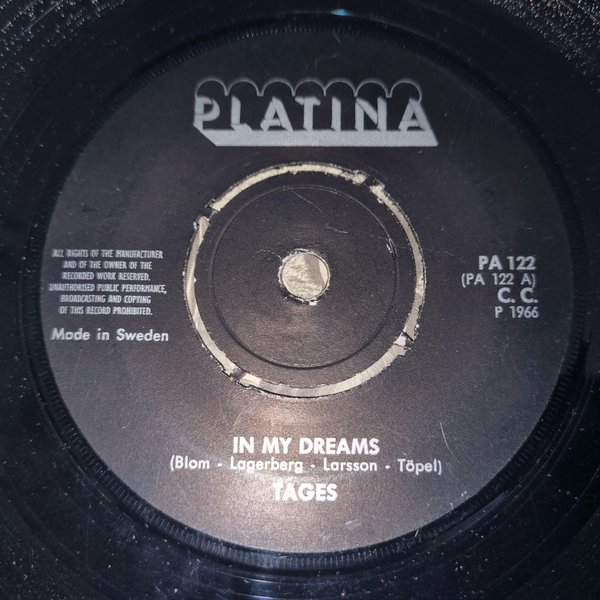 PLATINA
ALL RIGHTS OF THE MANUFACTURER
AND OF THE OWNER OF THE
RECORDED WORK RESERVED.
UNAUTHORISED PUBLIC PERFORMANCE,
BROADCASTING AND COPYING
OF THIS RECORD PROHIBITED.
Made in Sweden
PA 122
(PA 122 A)
C. C.
P 1966
IN MY DREAMS
(Blom - Lagerberg - Larsson - Töpel)
TAGES